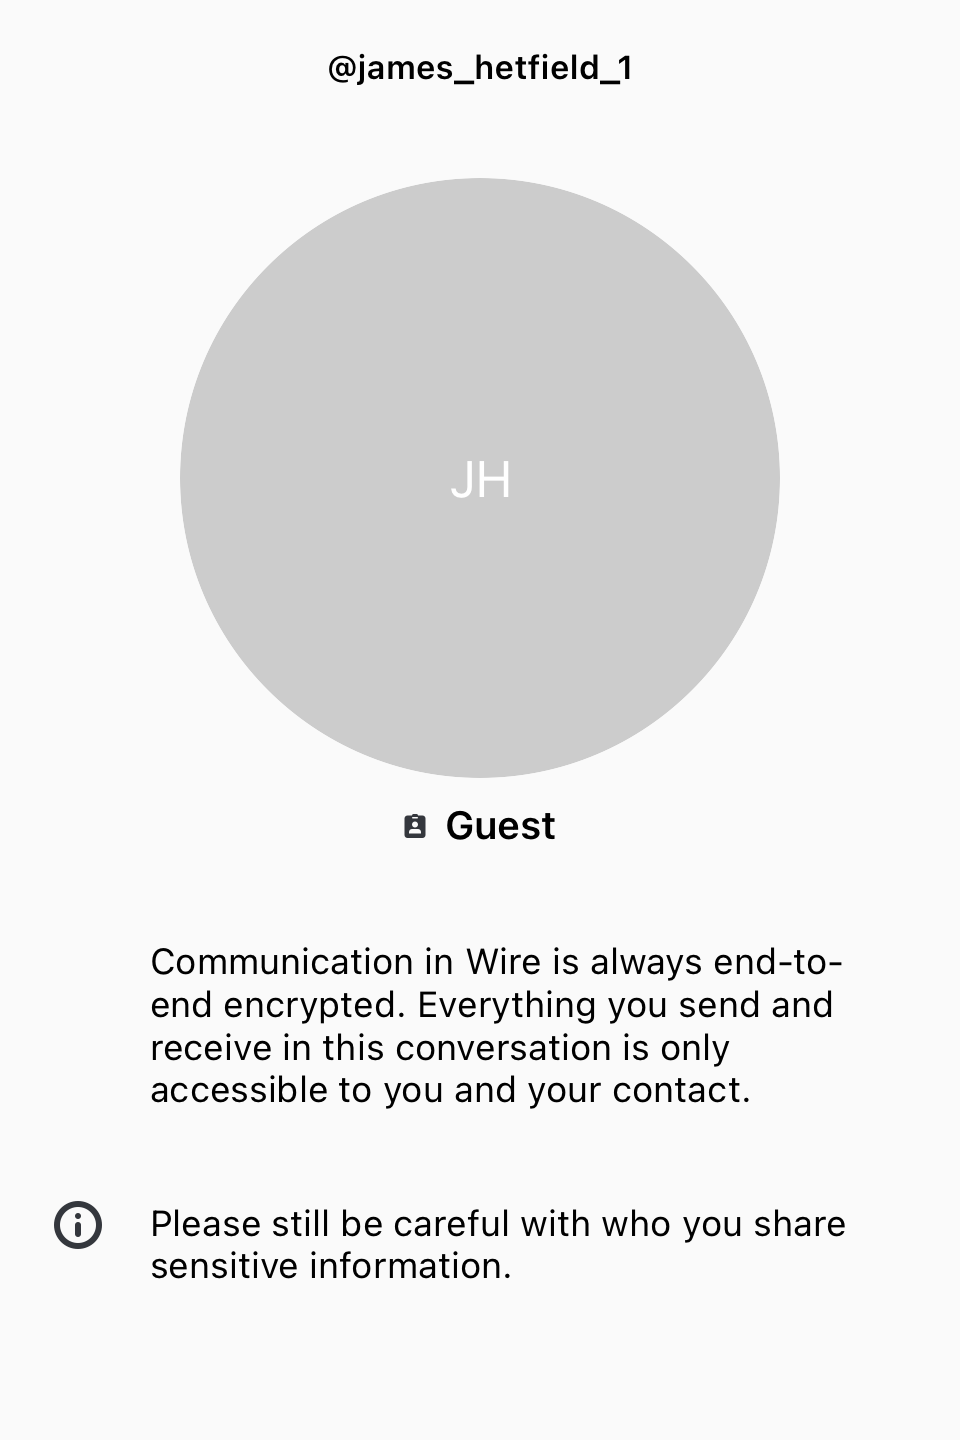 @james_hetfield_1
JH
Guest
Communication in Wire is always end-to-
end encrypted. Everything you send and
receive in this conversation is only
accessible to you and your contact.
Please still be careful with who you share
sensitive information.